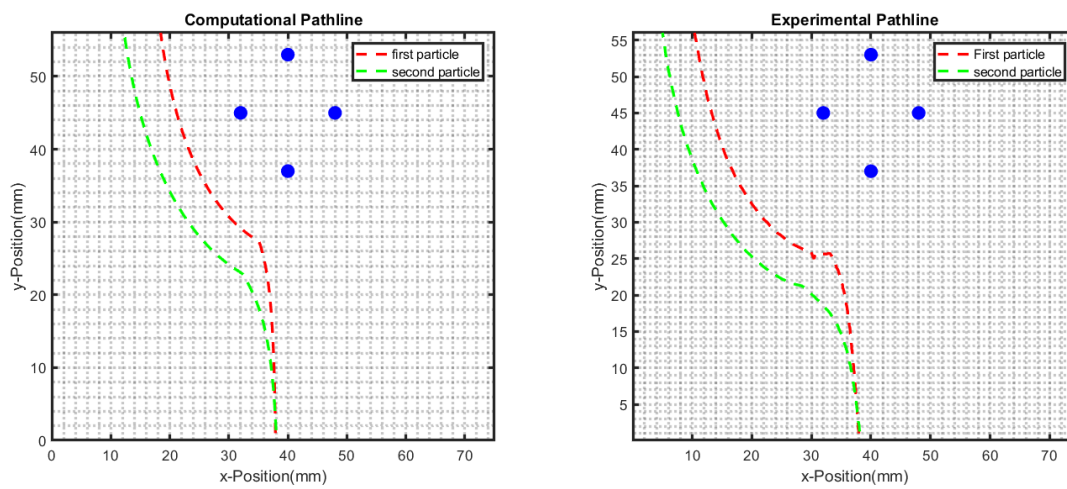 Computational Pathline
first particle
second particle
y-Position(mm)
50
40
30
20
10
0
0 10 20 30 40 50 60 70
x-Position(mm)
Experimental Pathline
First particle
second particle
y-Position(mm)
55
50
45
40
35
30
25
20
15
10
5
10 20 30 40 50 60 70
x-Position(mm)